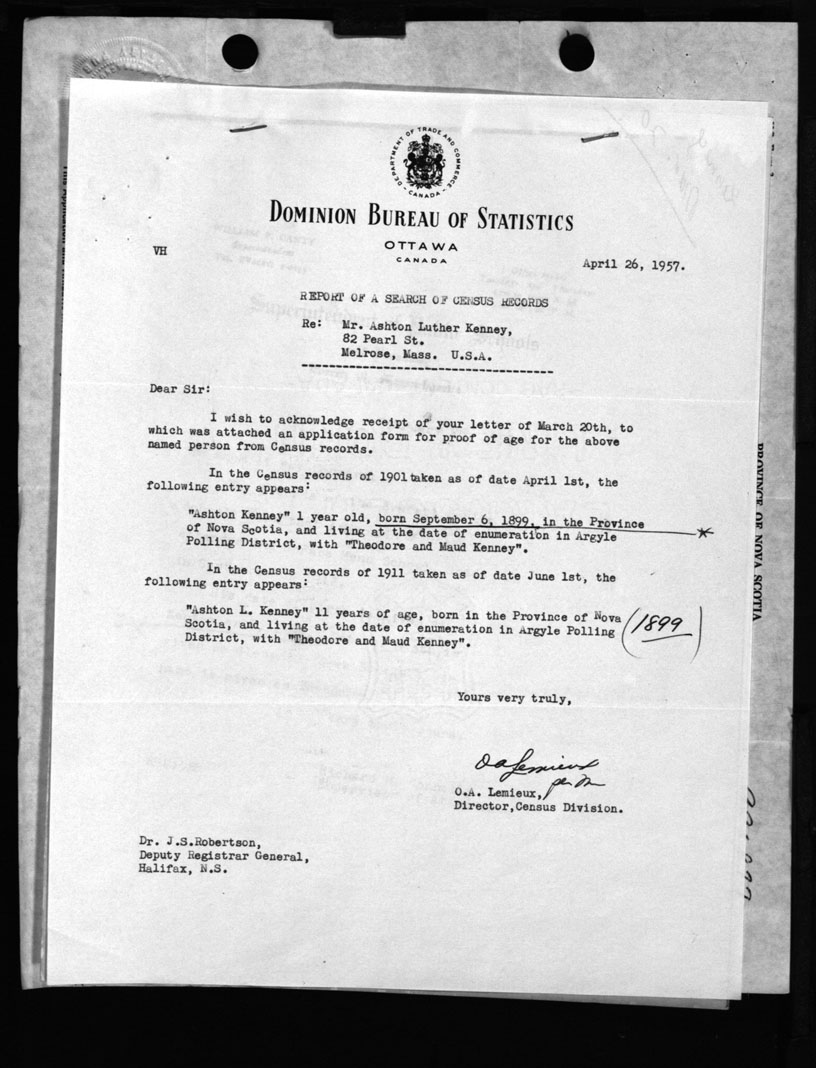 DEPARTMENT OF TRADE AND COMMERCE
CANADA
DOMINION BUREAU OF STATISTICS
OTTAWA
CANADA
VH
April 26, 1957.
REPORT OF A SEARCH OF CENSUS RECORDS
Re: Mr. Ashton Luther Kenney,
82 Pearl St.
Melrose, Mass. U.S.A.
Dear Sir:
I wish to acknowledge receipt of your letter of March 20th, to
which was attached an application form for proof of age for the above
named person from Census records.
In the Census records of 1901taken as of date April 1st, the
following entry appears:
"Ashton Kenney" 1 year old, born September 6, 1899, in the Province
of Nova Scotia, and living at the date of enumeration in Argyle
Polling District, with "Theodore and Maud Kenney".
In the Census records of 1911 taken as of date June 1st, the
following entry appears:
"Ashton L. Kenney" 11 years of age, born in the Province of Nova
Scotia, and living at the date of enumeration in Argyle Polling
District, with "Theodore and Maud Kenney".
(1899)
Yours very truly,
O A Lemieux
O.A. Lemieux,
Director,Census Division.
Dr. J.S.Robertson,
Deputy Registrar General,
Halifax, N.S.
PROVINCE OF NOVA SCOTIA